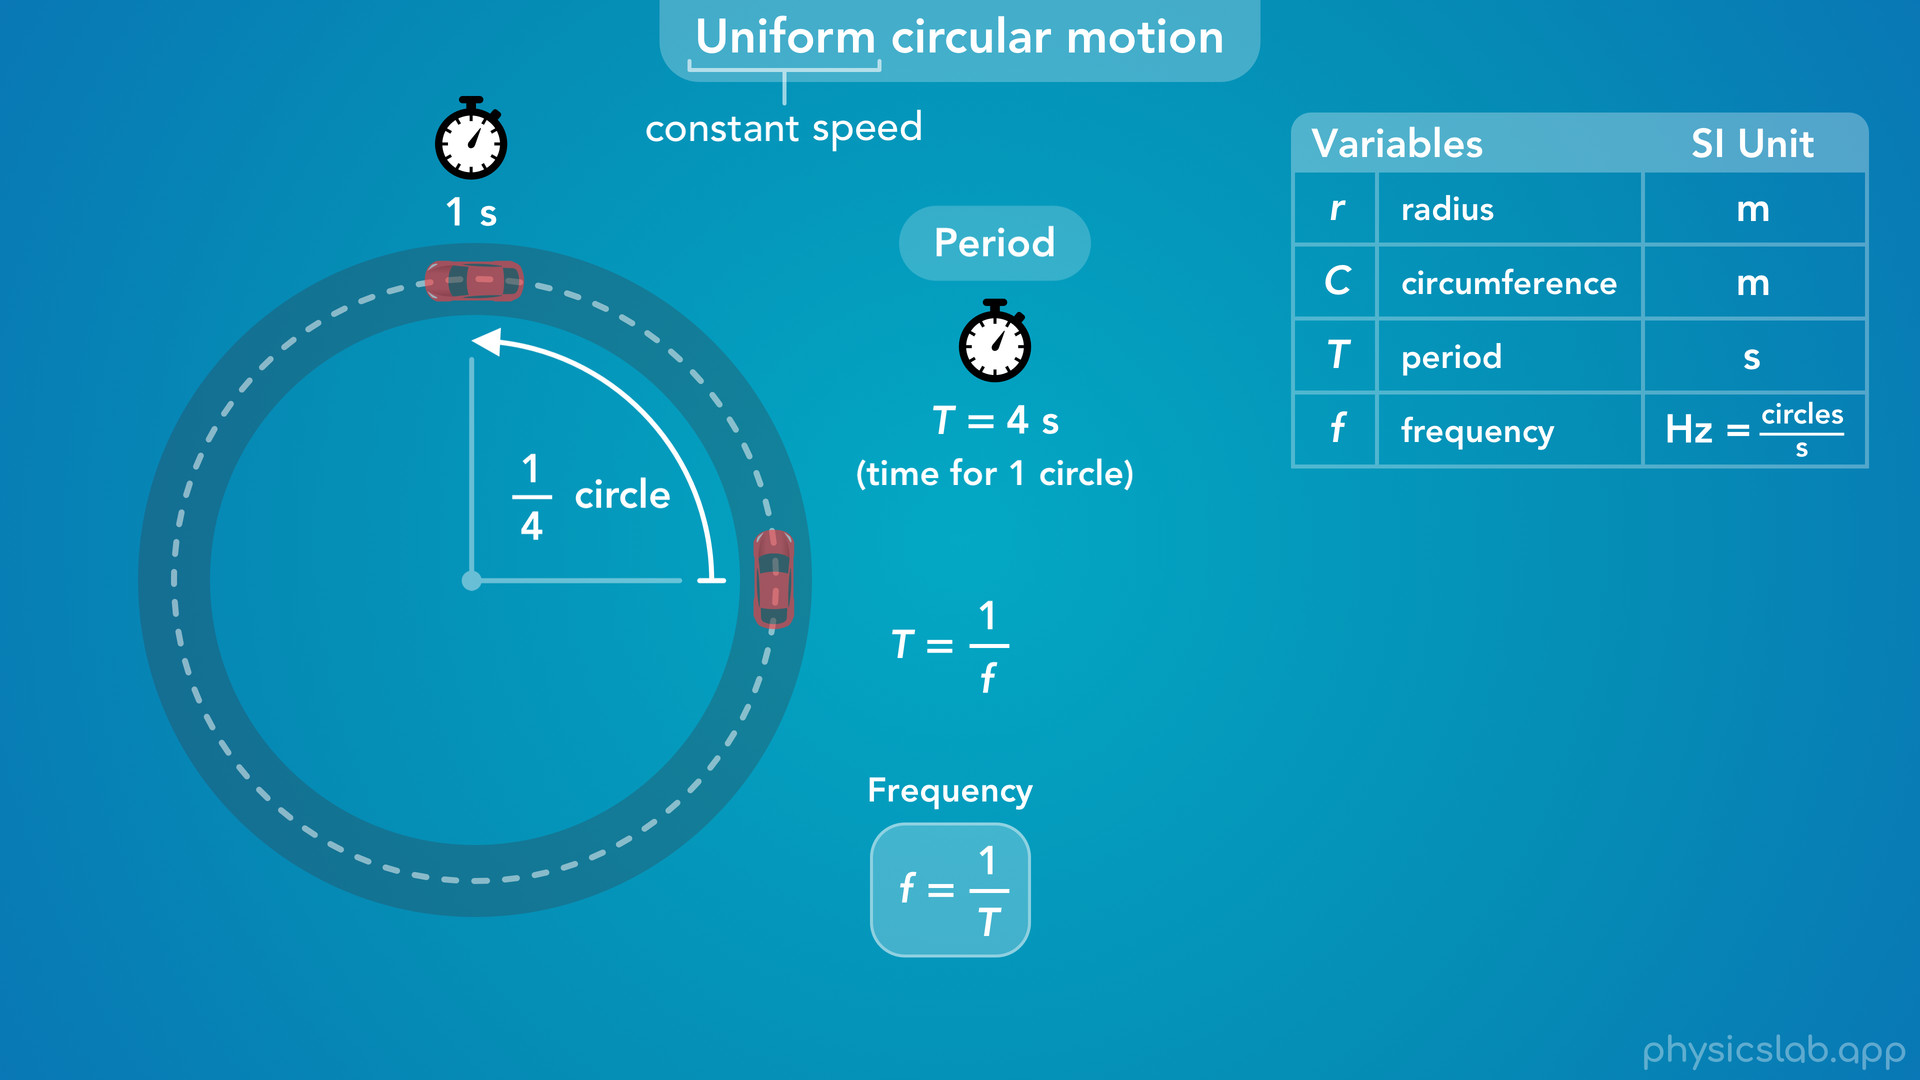 Uniform circular motion
constant speed
1 s
1/4 circle
Period
T = 4 s
(time for 1 circle)
T = 1/f
Frequency
f = 1/T
Variables SI Unit
r radius m
C circumference m
T period s
f frequency Hz = circles/s
physicslab.app